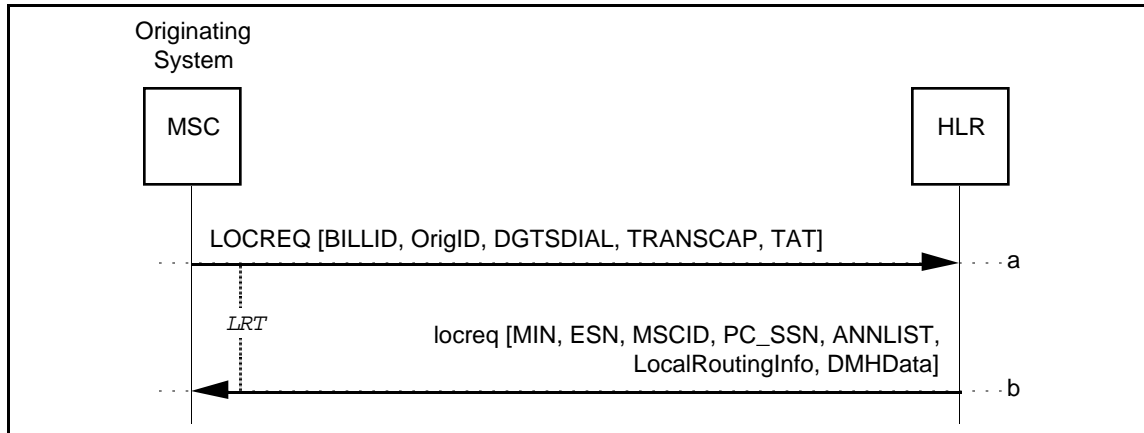 Originating
System
MSC
HLR
LOCREQ [BILLID, OrigID, DGTSDIAL, TRANSCAP, TAT]
a
LRT
locreq [MIN, ESN, MSCID, PC_SSN, ANNLIST,
LocalRoutingInfo, DMHData]
b